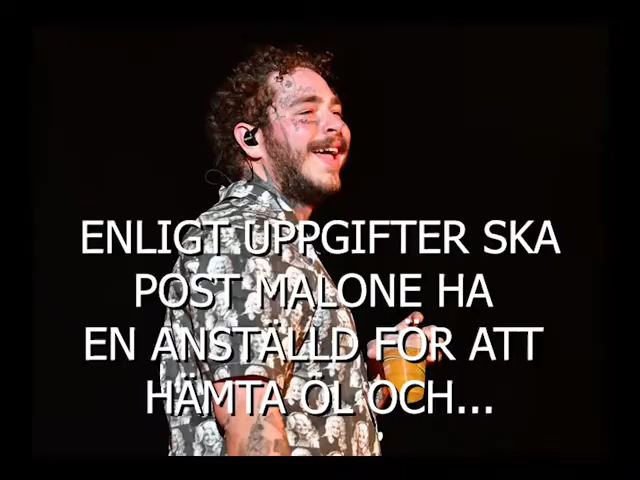 ENLIGT UPPGIFTER SKA
POST MALONE HA
EN ANSTÄLLD FÖR ATT
HÄMTA ÖL OCH...